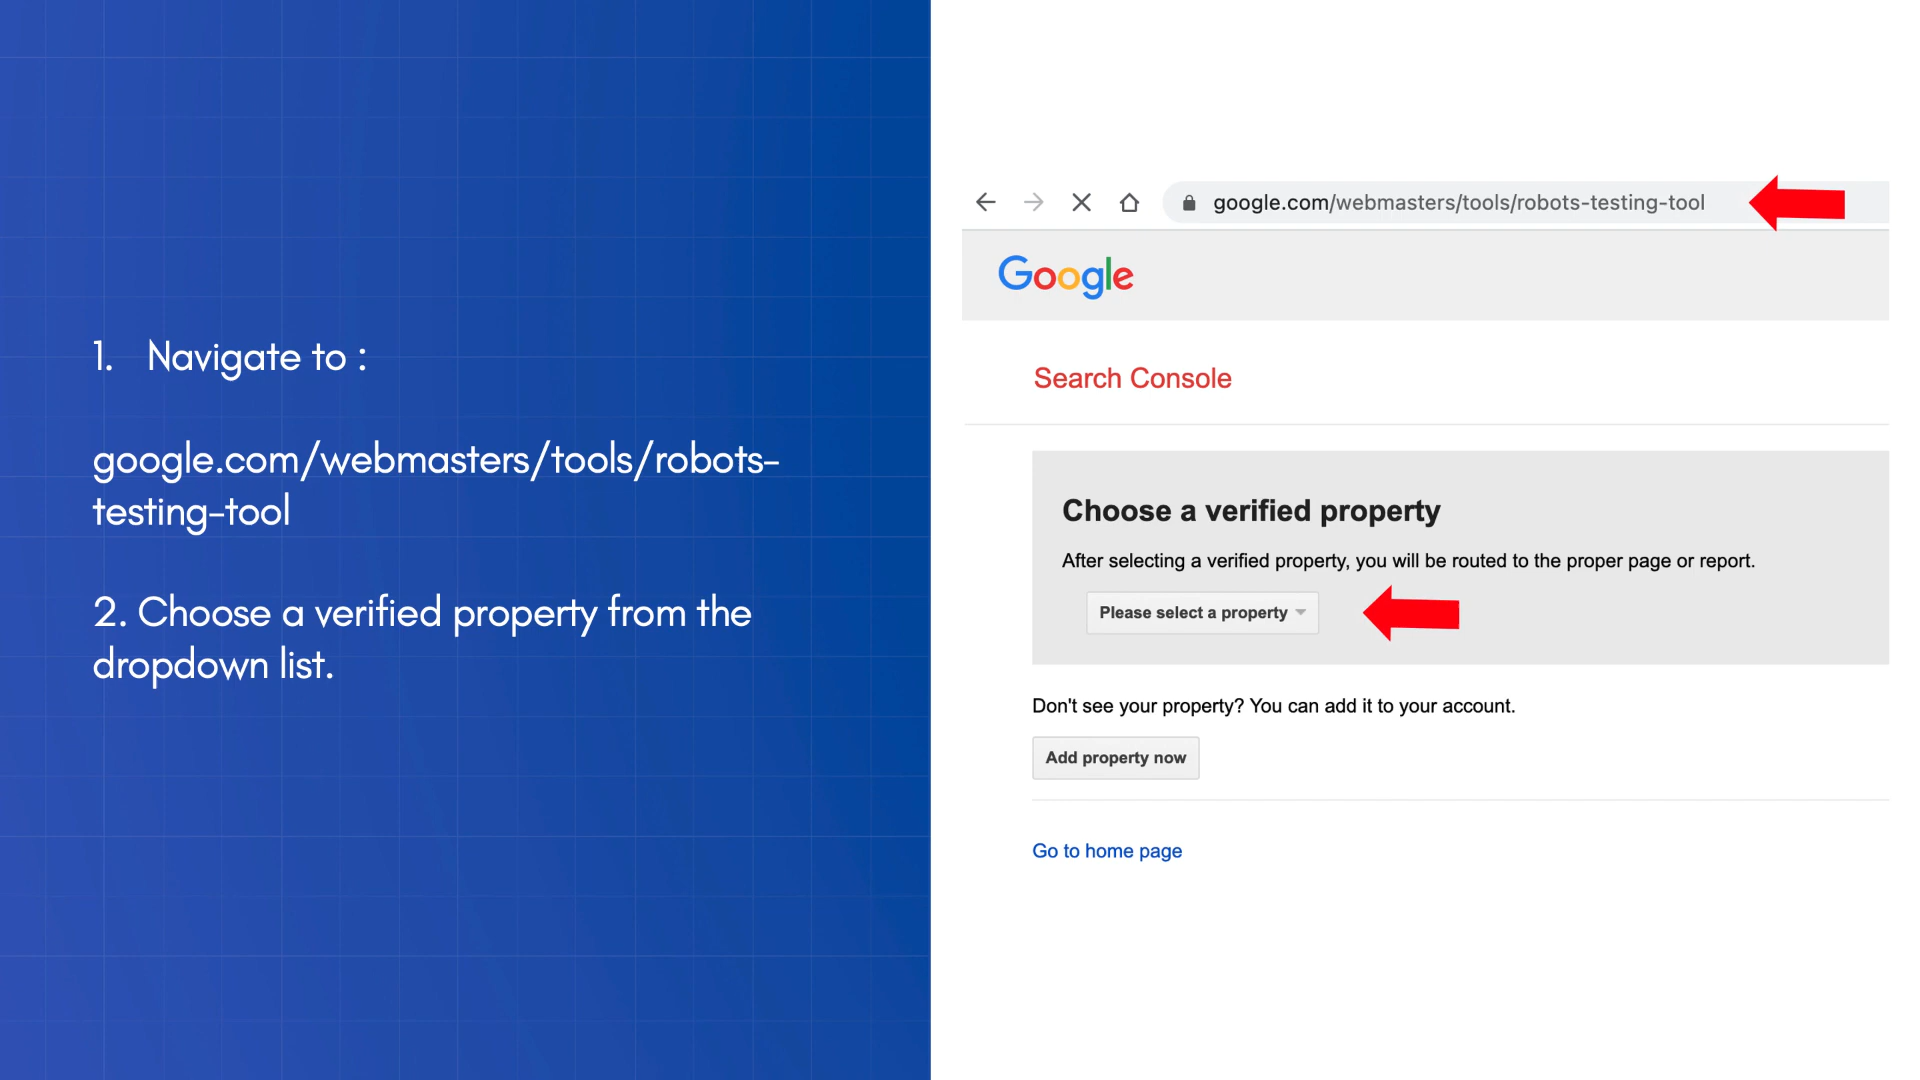 1. Navigate to :
google.com/webmasters/tools/robots-
testing-tool
2. Choose a verified property from the
dropdown list.
google.com/webmasters/tools/robots-testing-tool
Google
Search Console
Choose a verified property
After selecting a verified property, you will be routed to the proper page or report.
Please select a property
Don't see your property? You can add it to your account.
Add property now
Go to home page